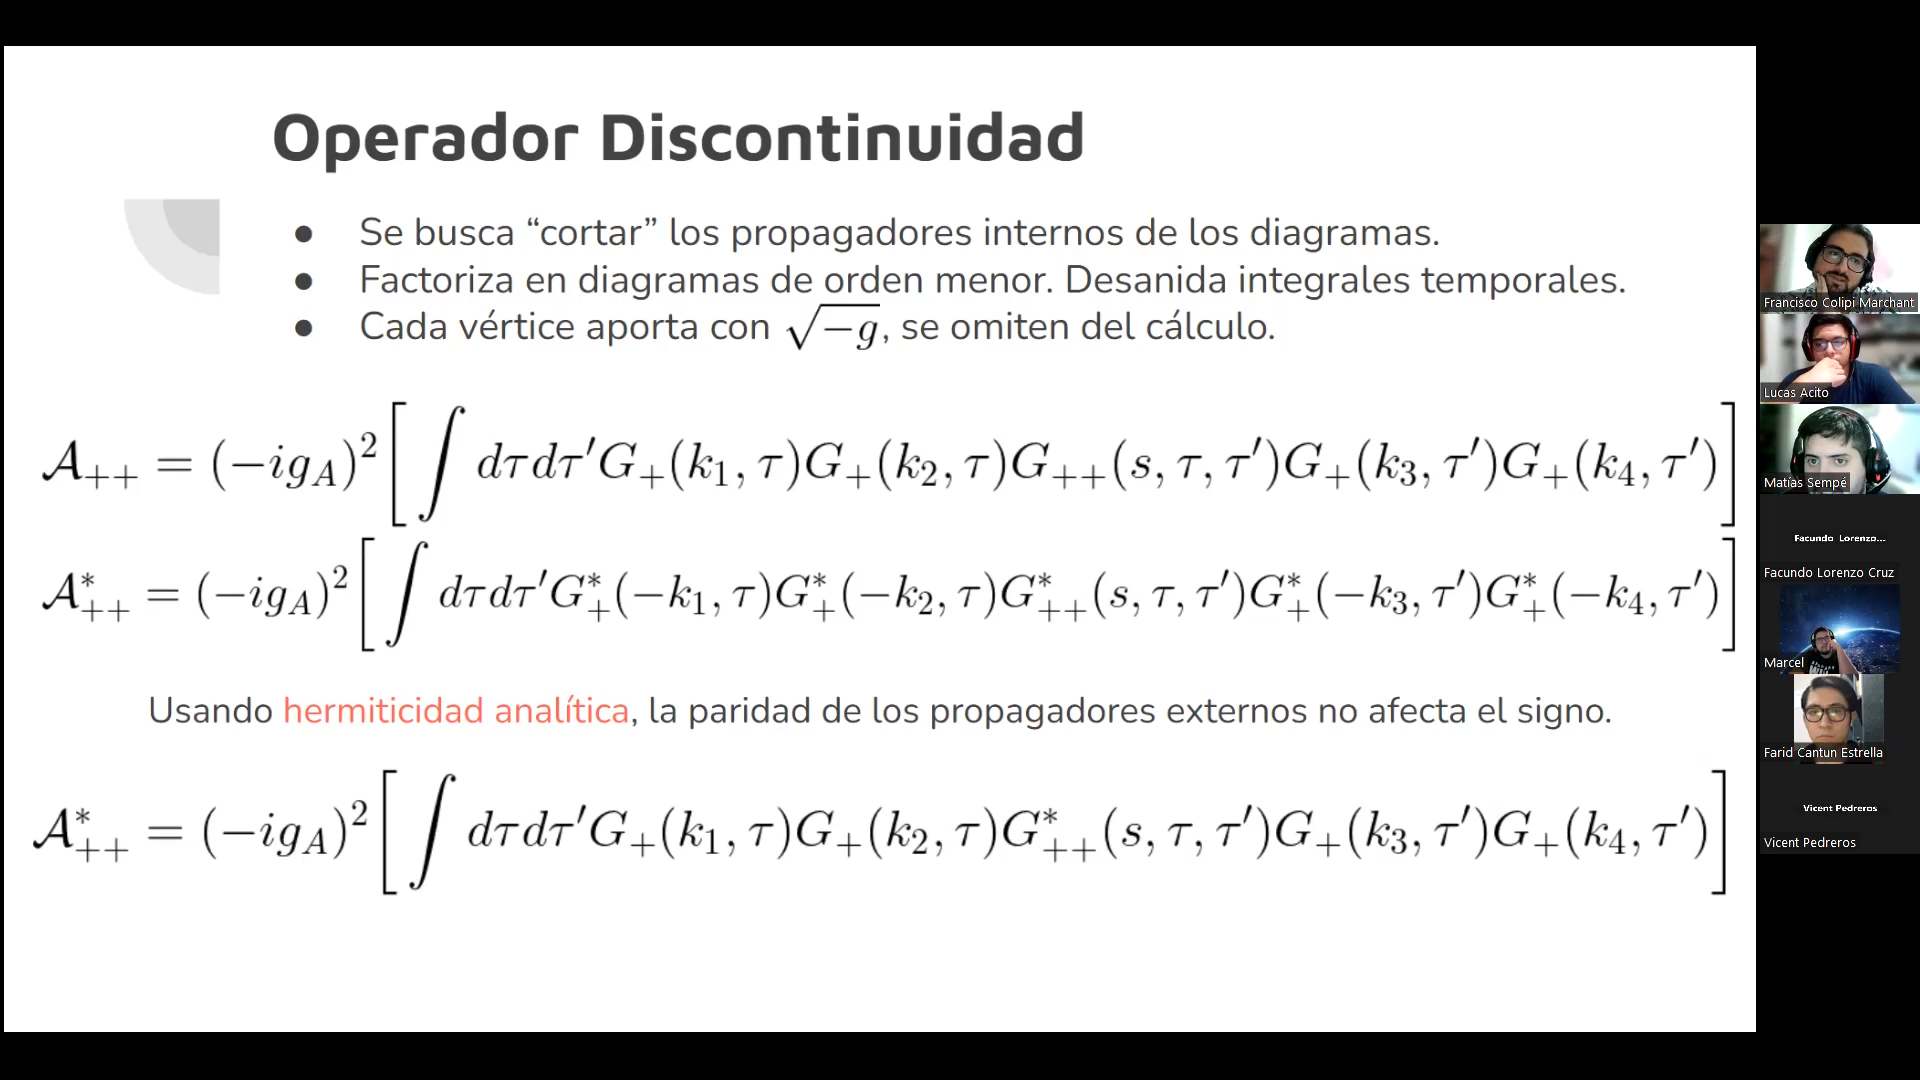 Operador Discontinuidad
● Se busca “cortar” los propagadores internos de los diagramas.
● Factoriza en diagramas de orden menor. Desanida integrales temporales.
● Cada vértice aporta con √−g, se omiten del cálculo.
𝒜₊₊ = (−ig_A)² [ ∫ dτdτ′G₊(k₁, τ)G₊(k₂, τ)G₊₊(s, τ, τ′)G₊(k₃, τ′)G₊(k₄, τ′) ]
𝒜*₊₊ = (−ig_A)² [ ∫ dτdτ′G*₊(−k₁, τ)G*₊(−k₂, τ)G*₊₊(s, τ, τ′)G*₊(−k₃, τ′)G*₊(−k₄, τ′) ]
Usando hermiticidad analítica, la paridad de los propagadores externos no afecta el signo.
𝒜*₊₊ = (−ig_A)² [ ∫ dτdτ′G₊(k₁, τ)G₊(k₂, τ)G*₊₊(s, τ, τ′)G₊(k₃, τ′)G₊(k₄, τ′) ]
Francisco Colipi Marchant
Lucas Acito
Matías Sempé
Facundo Lorenzo...
Facundo Lorenzo Cruz
Marcel
Farid Cantun Estrella
Vicent Pedreros
Vicent Pedreros